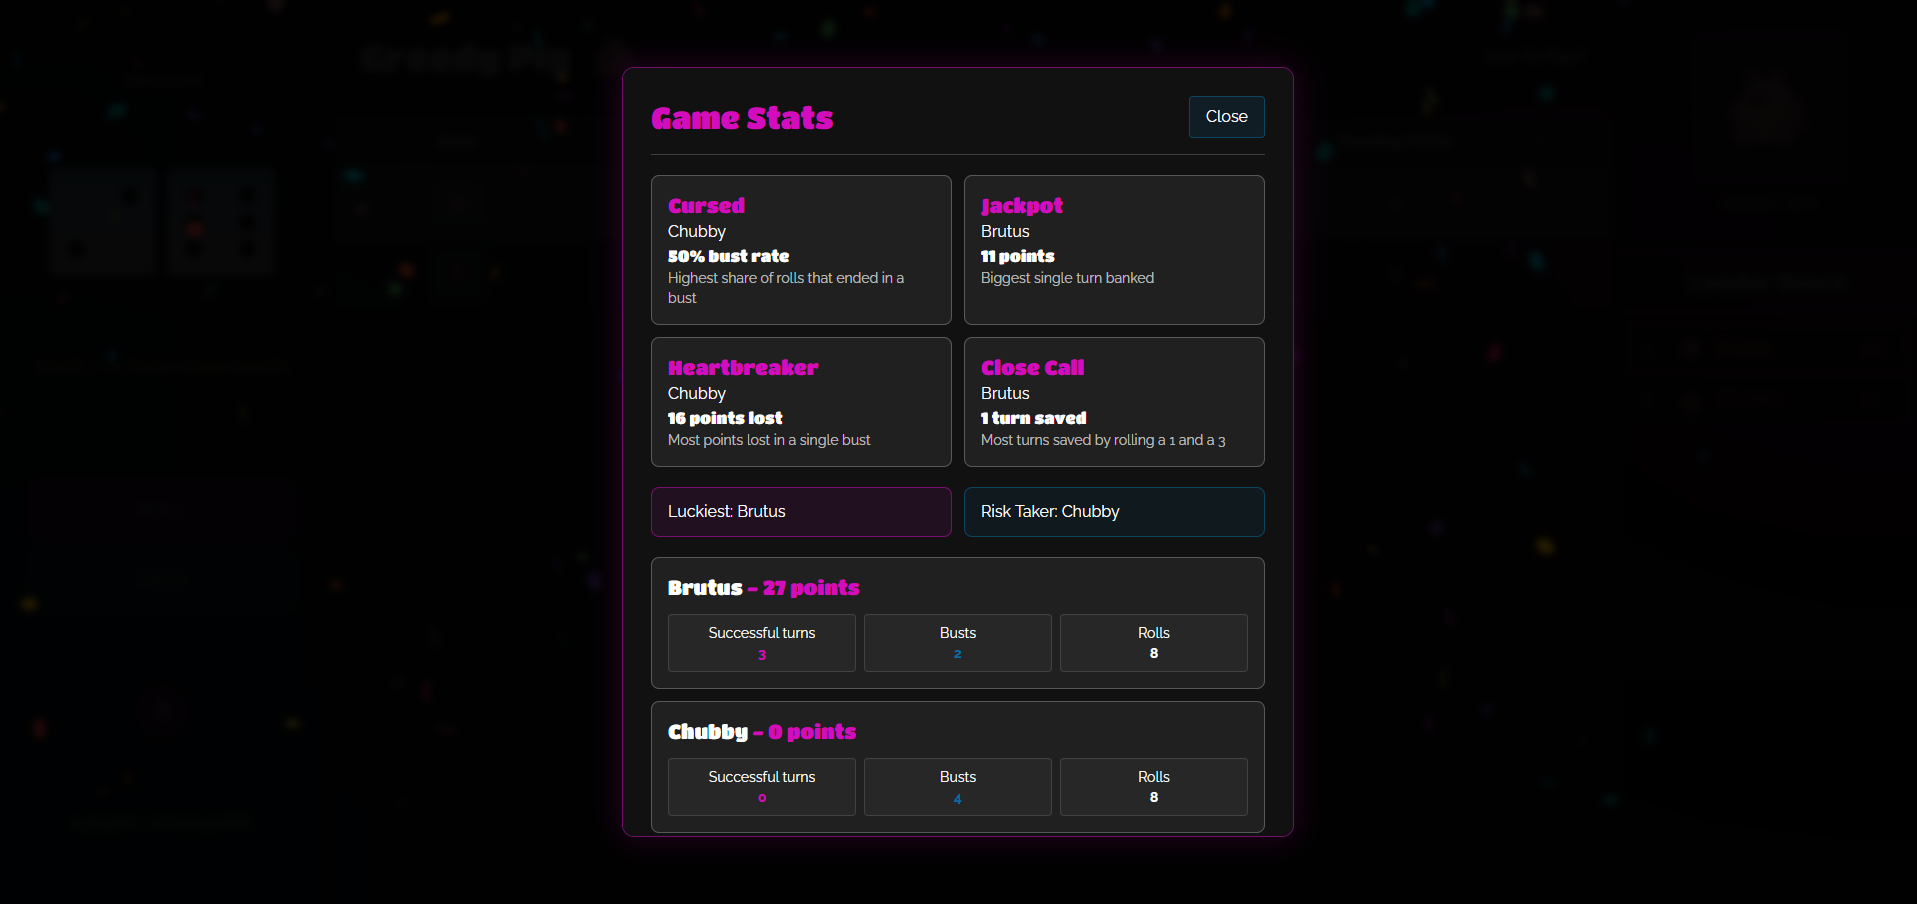 Greedy Pig
Game Stats
Close
Cursed
Chubby
50% bust rate
Highest share of rolls that ended in a
bust
Jackpot
Brutus
11 points
Biggest single turn banked
Heartbreaker
Chubby
16 points lost
Most points lost in a single bust
Close Call
Brutus
1 turn saved
Most turns saved by rolling a 1 and a 3
Luckiest: Brutus
Risk Taker: Chubby
Brutus - 27 points
Successful turns
3
Busts
2
Rolls
8
Chubby - 0 points
Successful turns
0
Busts
4
Rolls
8